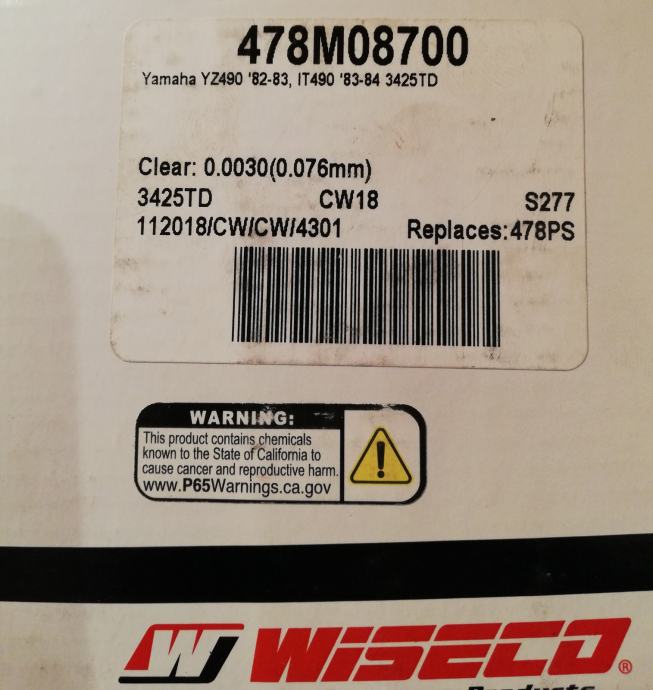 478M08700
Yamaha YZ490 '82-83, IT490 '83-84 3425TD
Clear: 0.0030(0.076mm)
3425TD CW18 S277
112018/CW/CW/4301 Replaces:478PS
WARNING:
This product contains chemicals
known to the State of California to
cause cancer and reproductive harm.
www.P65Warnings.ca.gov
W WISECO®
Products